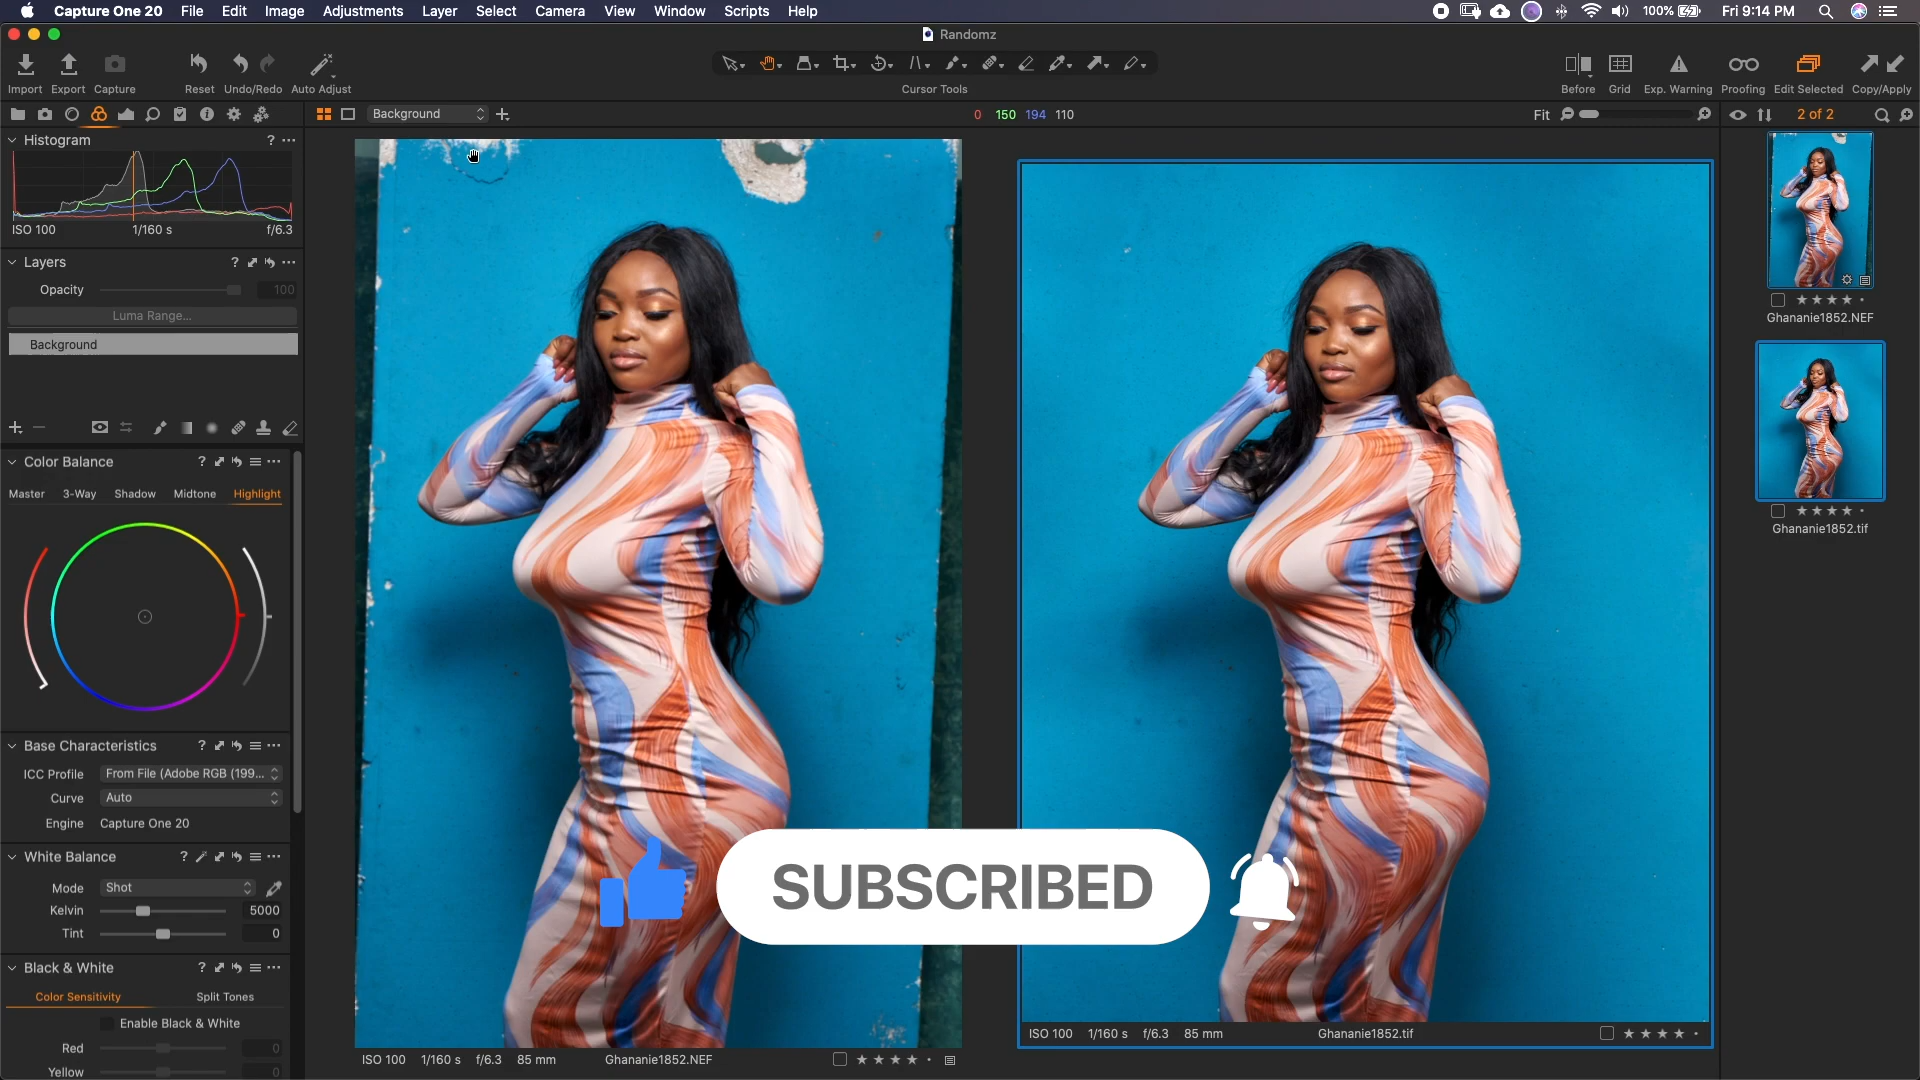 Capture One 20 File Edit Image Adjustments Layer Select Camera View Window Scripts Help 100% Fri 9:14 PM
Randomz
Import Export Capture Reset Undo/Redo Auto Adjust Cursor Tools Before Grid Exp. Warning Proofing Edit Selected Copy/Apply
Background 0 150 194 110 Fit 2 of 2
Histogram ?
ISO 100 1/160 s f/6.3
Layers ?
Opacity 100
Luma Range...
Background
Color Balance ?
Master 3-Way Shadow Midtone Highlight
Base Characteristics ?
ICC Profile From File (Adobe RGB (199...
Curve Auto
Engine Capture One 20
White Balance ?
Mode Shot
Kelvin 5000
Tint 0
Black & White ?
Color Sensitivity Split Tones
Enable Black & White
Red 0
Yellow 0
SUBSCRIBED
ISO 100 1/160 s f/6.3 85 mm Ghananie1852.NEF
ISO 100 1/160 s f/6.3 85 mm Ghananie1852.tif
Ghananie1852.NEF
Ghananie1852.tif